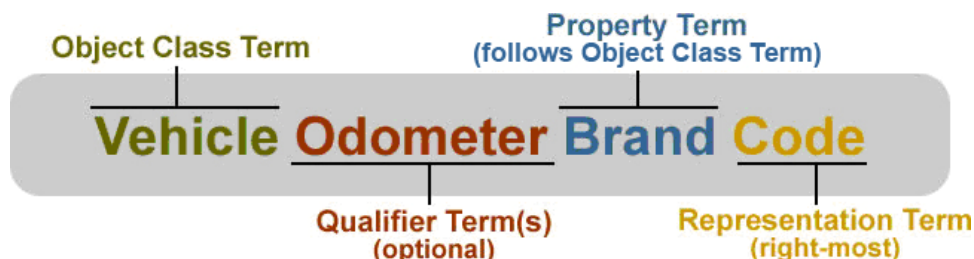 Property Term
(follows Object Class Term)
Object Class Term
Vehicle Odometer Brand Code
Qualifier Term(s)
(optional)
Representation Term
(right-most)